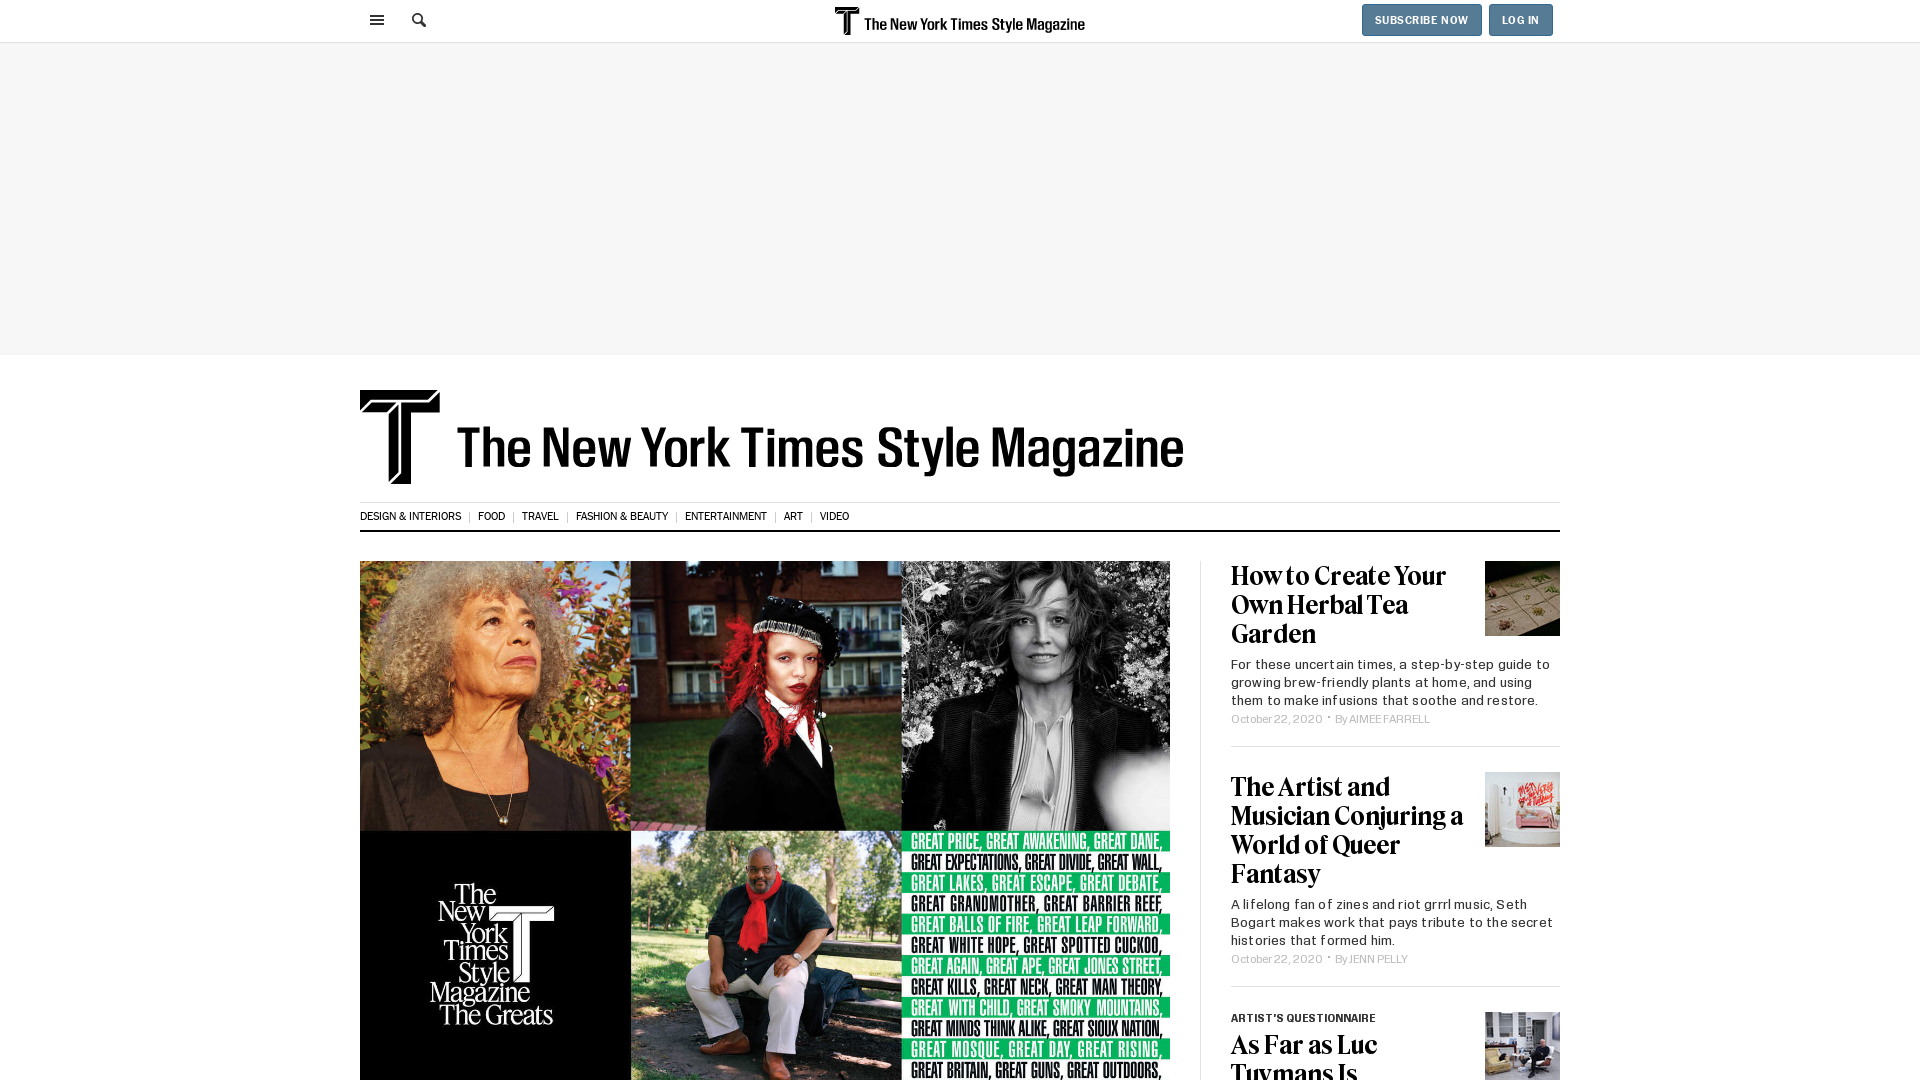 The New York Times Style Magazine
SUBSCRIBE NOW
LOG IN
T The New York Times Style Magazine
DESIGN & INTERIORS
FOOD
TRAVEL
FASHION & BEAUTY
ENTERTAINMENT
ART
VIDEO
The
New
York
Times
Style
Magazine
The Greats
GREAT PRICE, GREAT AWAKENING, GREAT DANE,
GREAT EXPECTATIONS, GREAT DIVIDE, GREAT WALL,
GREAT LAKES, GREAT ESCAPE, GREAT DEBATE,
GREAT GRANDMOTHER, GREAT BARRIER REEF,
GREAT BALLS OF FIRE, GREAT LEAP FORWARD,
GREAT WHITE HOPE, GREAT SPOTTED CUCKOO,
GREAT AGAIN, GREAT APE, GREAT JONES STREET,
GREAT KILLS, GREAT NECK, GREAT MAN THEORY,
GREAT WITH CHILD, GREAT SMOKY MOUNTAINS,
GREAT MINDS THINK ALIKE, GREAT SIOUX NATION,
GREAT MOSQUE, GREAT DAY, GREAT RISING,
GREAT BRITAIN, GREAT GUNS, GREAT OUTDOORS,
How to Create Your
Own Herbal Tea
Garden
For these uncertain times, a step-by-step guide to
growing brew-friendly plants at home, and using
them to make infusions that soothe and restore.
October 22, 2020 · By AIMEE FARRELL
The Artist and
Musician Conjuring a
World of Queer
Fantasy
A lifelong fan of zines and riot grrrl music, Seth
Bogart makes work that pays tribute to the secret
histories that formed him.
October 22, 2020 · By JENN PELLY
ARTIST'S QUESTIONNAIRE
As Far as Luc
Tuymans Is